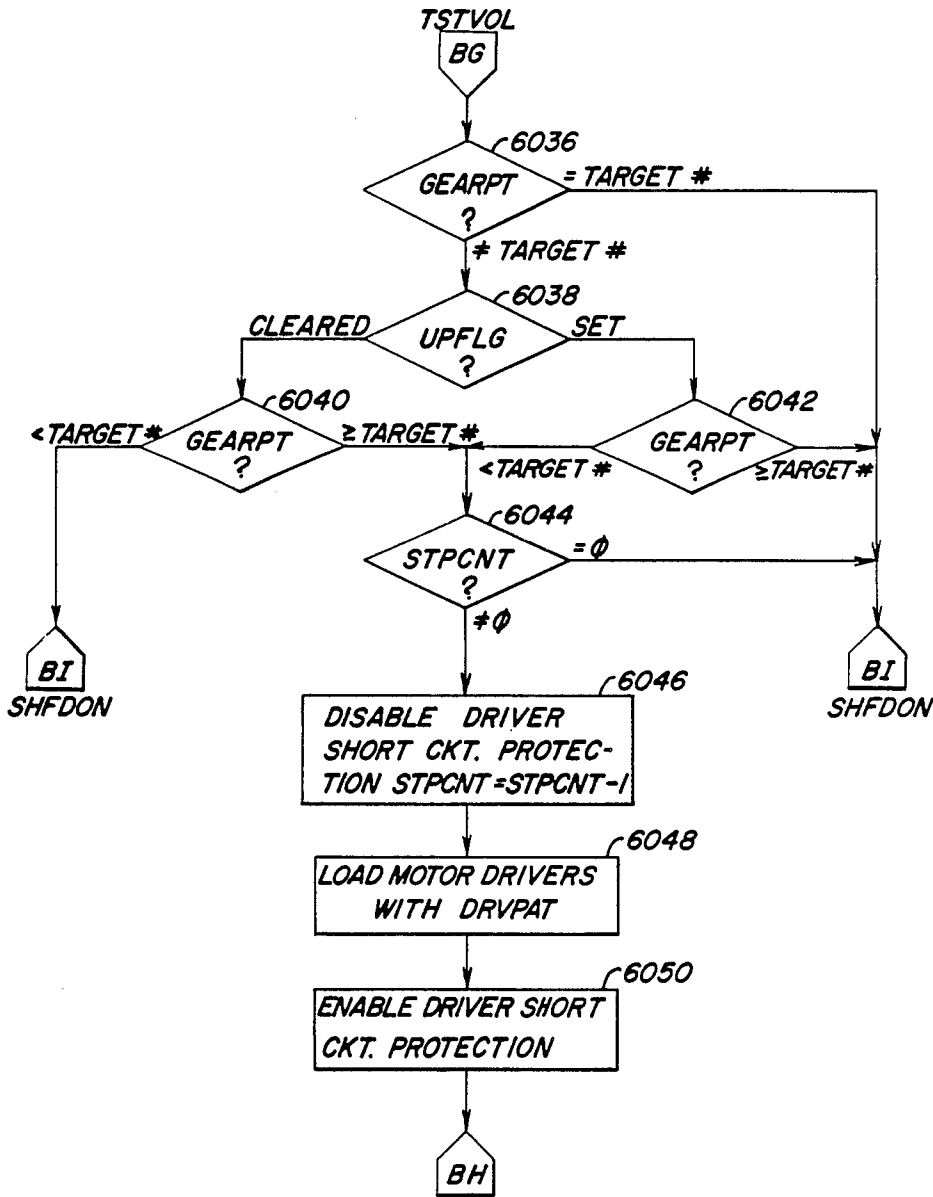 TSTVOL
BG
6036
GEARPT
?
= TARGET #
≠ TARGET #
6038
CLEARED
UPFLG
?
SET
6040
6042
< TARGET #
GEARPT
?
≥ TARGET #
< TARGET #
GEARPT
?
≥ TARGET #
6044
STPCNT
?
= φ
≠ φ
BI
SHFDON
BI
SHFDON
6046
DISABLE DRIVER
SHORT CKT. PROTEC-
TION STPCNT=STPCNT-1
6048
LOAD MOTOR DRIVERS
WITH DRVPAT
6050
ENABLE DRIVER SHORT
CKT. PROTECTION
BH